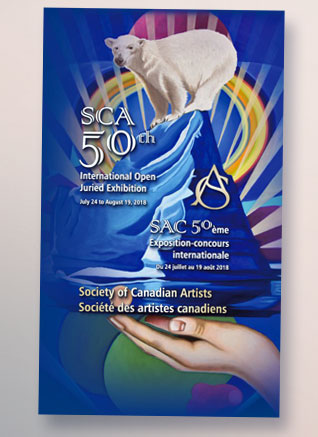 SCA
50th
International Open
Juried Exhibition
July 24 to August 19, 2018
SAC 50ème
Exposition-concours
internationale
Du 24 juillet au 19 août 2018
Society of Canadian Artists
Société des artistes canadiens